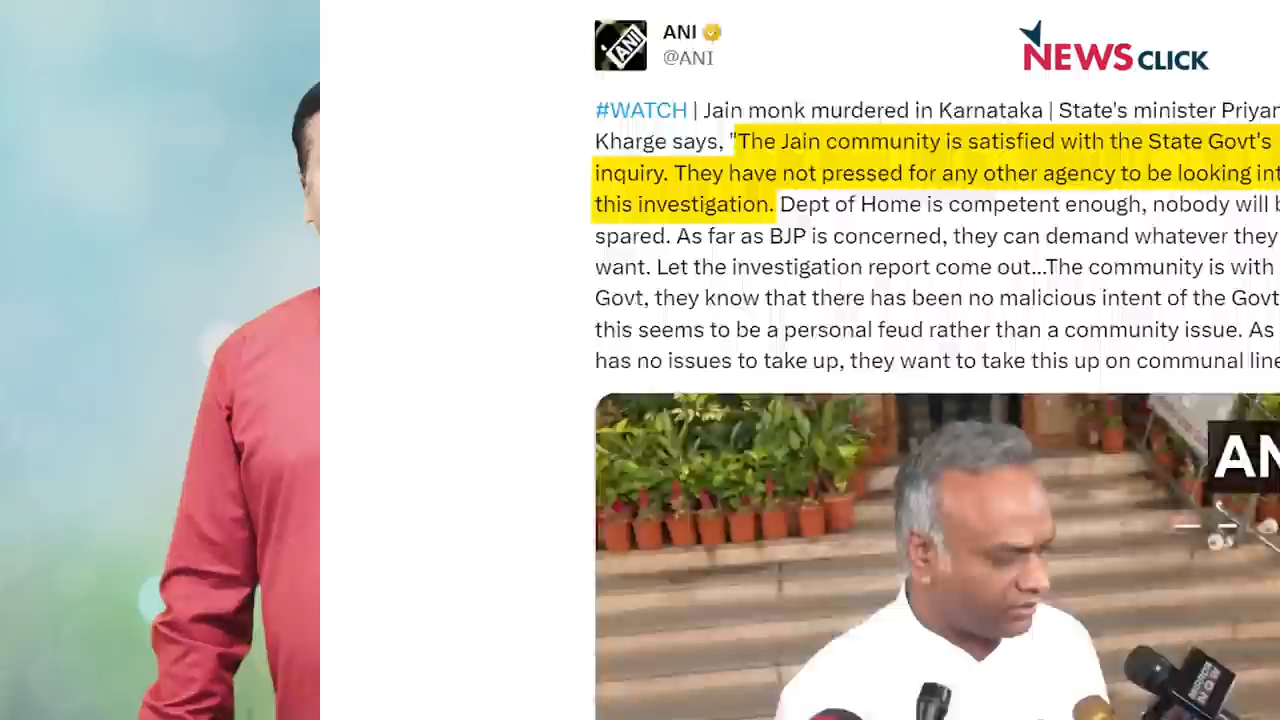 ANI
@ANI
NEWS CLICK
#WATCH | Jain monk murdered in Karnataka | State's minister
Kharge says, "The Jain community is satisfied with the State Govt's
inquiry. They have not pressed for any other agency to be looking
this investigation. Dept of Home is competent enough, nobody will
spared. As far as BJP is concerned, they can demand whatever they
want. Let the investigation report come out...The community is with
Govt, they know that there has been no malicious intent of the Govt
this seems to be a personal feud rather than a community issue. As
has no issues to take up, they want to take this up on communal
ANI
AN
NOW